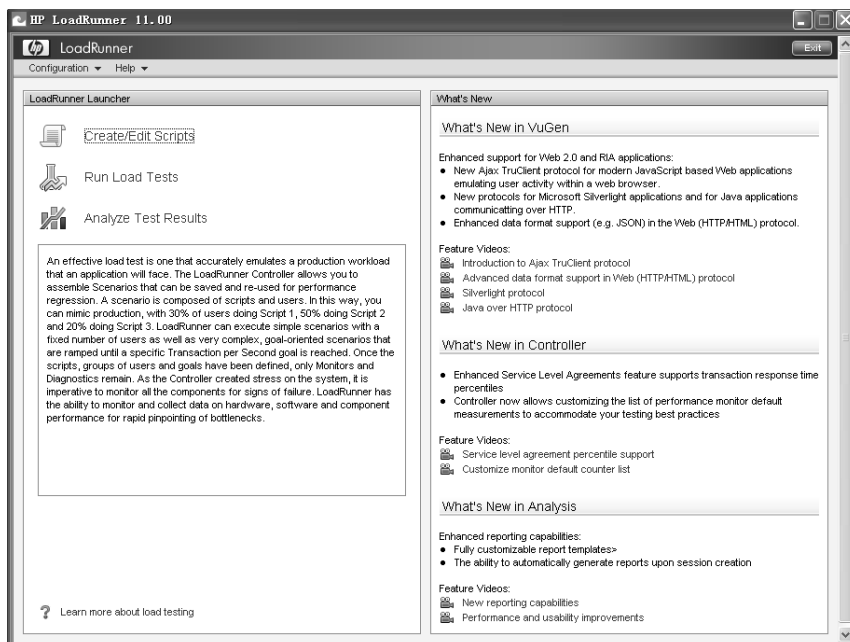 HP LoadRunner 11.00
hp LoadRunner
Exit
Configuration Help
LoadRunner Launcher
Create/Edit Scripts
Run Load Tests
Analyze Test Results
An effective load test is one that accurately emulates a production workload
that an application will face. The LoadRunner Controller allows you to
assemble Scenarios that can be saved and re-used for performance
regression. A scenario is composed of scripts and users. In this way, you
can mimic production, with 30% of users doing Script 1, 50% doing Script 2
and 20% doing Script 3. LoadRunner can execute simple scenarios with a
fixed number of users as well as very complex, goal-oriented scenarios that
are ramped until a specific Transaction per Second goal is reached. Once the
scripts, groups of users and goals have been defined, only Monitors and
Diagnostics remain. As the Controller created stress on the system, it is
imperative to monitor all the components for signs of failure. LoadRunner has
the ability to monitor and collect data on hardware, software and component
performance for rapid pinpointing of bottlenecks.
? Learn more about load testing
What's New
What's New in VuGen
Enhanced support for Web 2.0 and RIA applications:
• New Ajax TruClient protocol for modern JavaScript based Web applications
emulating user activity within a web browser.
• New protocols for Microsoft Silverlight applications and for Java applications
communicatting over HTTP.
• Enhanced data format support (e.g. JSON) in the Web (HTTP/HTML) protocol.
Feature Videos:
Introduction to Ajax TruClient protocol
Advanced data format support in Web (HTTP/HTML) protocol
Silverlight protocol
Java over HTTP protocol
What's New in Controller
• Enhanced Service Level Agreements feature supports transaction response time
percentiles
• Controller now allows customizing the list of performance monitor default
measurements to accommodate your testing best practices
Feature Videos:
Service level agreement percentile support
Customize monitor default counter list
What's New in Analysis
Enhanced reporting capabilities:
• Fully customizable report templates>
• The ability to automatically generate reports upon session creation
Feature Videos:
New reporting capabilities
Performance and usability improvements